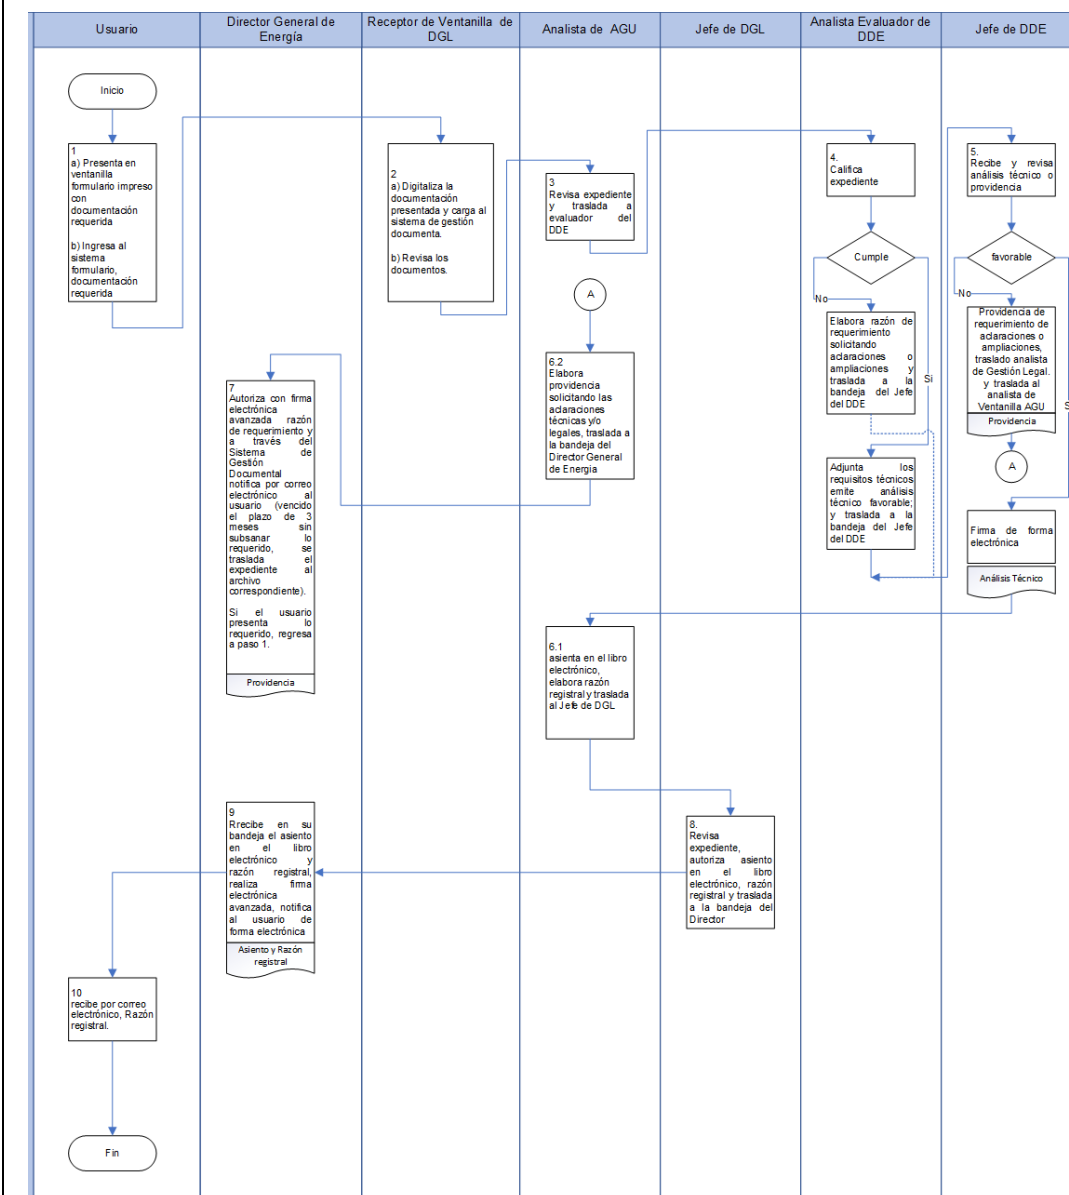 Usuario
Director General de
Energía
Receptor de Ventanilla de
DGL
Analista de AGU
Jefe de DGL
Analista Evaluador de
DDE
Jefe de DDE
Inicio
1
a) Presenta en
ventanilla
formulario impreso
con
documentación
requerida
b) Ingresa al
sistema
formulario,
documentación
requerida
2
a) Digitaliza la
documentación
presentada y carga al
sistema de gestión
documenta.
b) Revisa los
documentos.
3
Revisa expediente
y traslada a
evaluador del
DDE
4.
Califica
expediente
5.
Recibe y revisa
análisis técnico o
providencia
Cumple
favorable
No
No
Elabora razón de
requerimiento
solicitando
aclaraciones o
ampliaciones y
traslada a la
bandeja del Jefe
del DDE
Si
Providencia de
requerimiento de
aclaraciones o
ampliaciones,
traslado analista
de Gestión Legal.
y traslada al
analista de
Ventanilla AGU
Providencia
S
A
6.2
Elabora
providencia
solicitando las
aclaraciones
técnicas y/o
legales, traslada a
la bandeja del
Director General
de Energia
7
Autoriza con firma
electrónica
avanzada razón
de requerimiento y
a través del
Sistema de
Gestión
Documental
notifica por correo
electrónico al
usuario (vencido
el plazo de 3
meses sin
subsanar lo
requerido, se
traslada el
expediente al
archivo
correspondiente).
Si el usuario
presenta lo
requerido, regresa
a paso 1.
Providencia
Adjunta los
requisitos técnicos
emite análisis
técnico favorable;
y traslada a la
bandeja del Jefe
del DDE
A
Firma de forma
electrónica
Análisis Técnico
6.1
asienta en el libro
electrónico,
elabora razón
registral y traslada
al Jefe de DGL
8.
Revisa
expediente,
autoriza asiento
en el libro
electrónico, razón
registral y traslada
a la bandeja del
Director
9
Rrecibe en su
bandeja el asiento
en el libro
electrónico y
razón registral,
realiza firma
electrónica
avanzada, notifica
al usuario de
forma electrónica
Asiento y Razón
registral
10
recibe por correo
electrónico, Razón
registral.
Fin